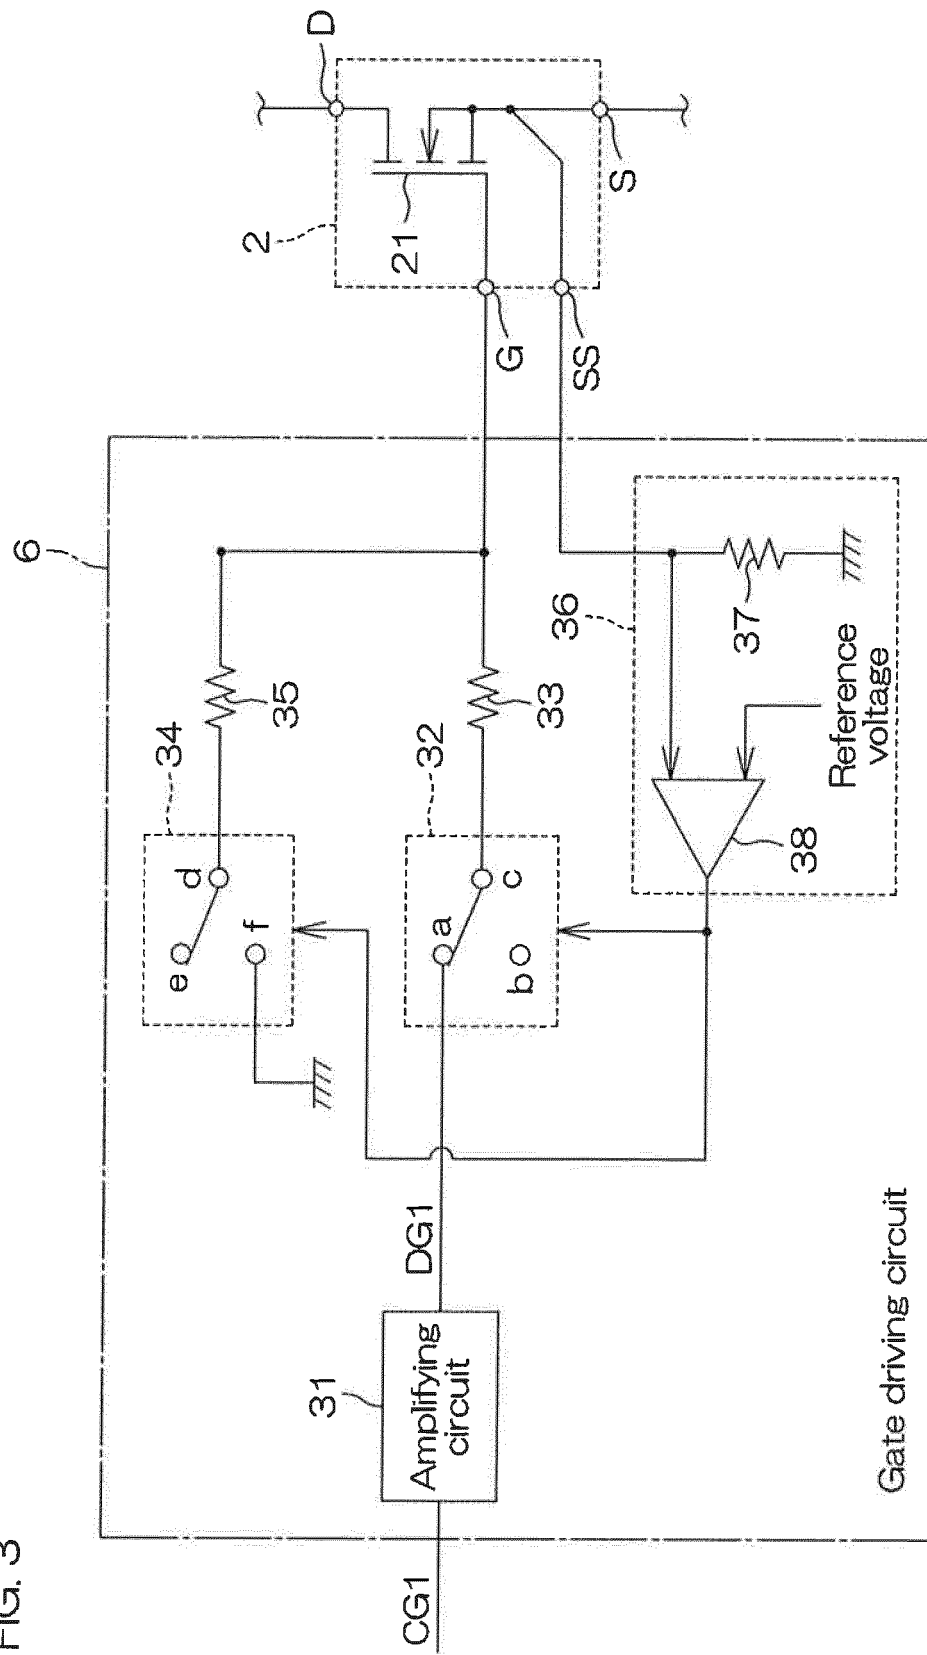 FIG. 3
6
34
35
d
e
f
32
33
a
b
c
CG1
31
Amplifying
circuit
DG1
36
37
38
Reference
voltage
Gate driving circuit
2
21
D
G
SS
S